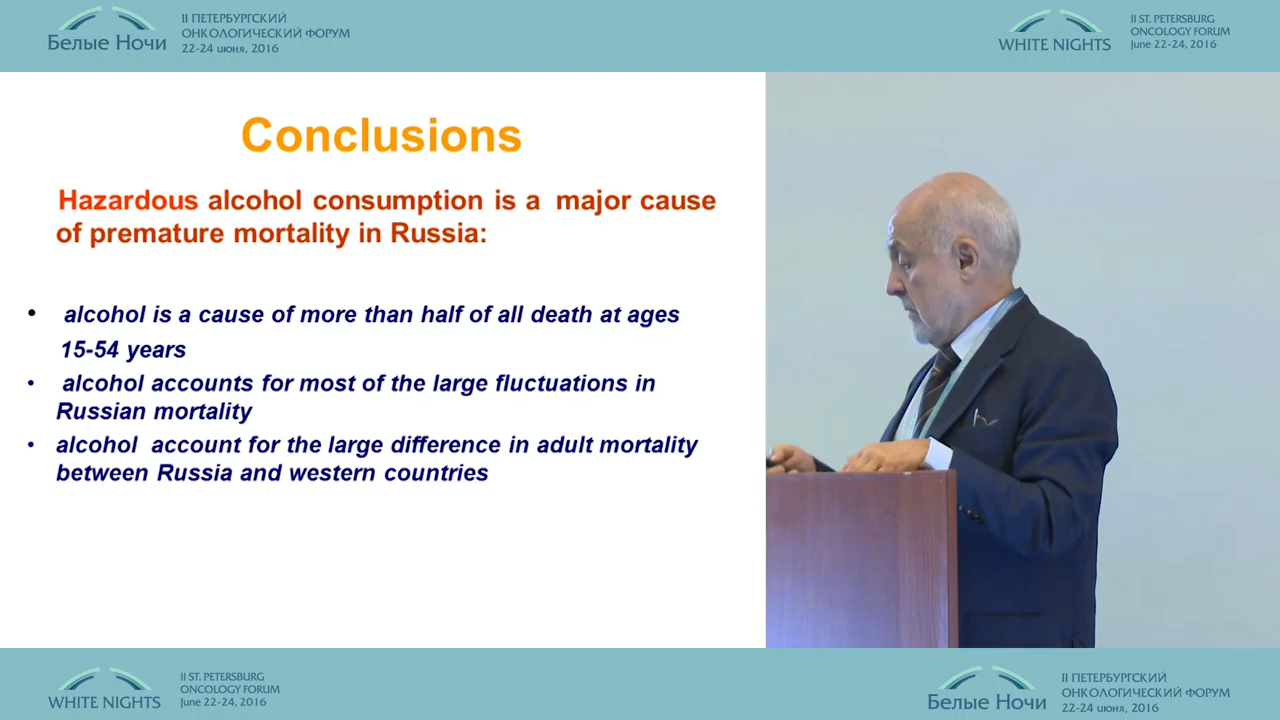 Белые Ночи
II ПЕТЕРБУРГСКИЙ
ОНКОЛОГИЧЕСКИЙ ФОРУМ
22-24 июня, 2016
WHITE NIGHTS
II ST. PETERSBURG
ONCOLOGY FORUM
June 22-24, 2016
Conclusions
Hazardous alcohol consumption is a major cause
of premature mortality in Russia:
• alcohol is a cause of more than half of all death at ages
15-54 years
• alcohol accounts for most of the large fluctuations in
Russian mortality
• alcohol account for the large difference in adult mortality
between Russia and western countries
WHITE NIGHTS
II ST. PETERSBURG
ONCOLOGY FORUM
June 22-24, 2016
Белые Ночи
II ПЕТЕРБУРГСКИЙ
ОНКОЛОГИЧЕСКИЙ ФОРУМ
22-24 июня, 2016